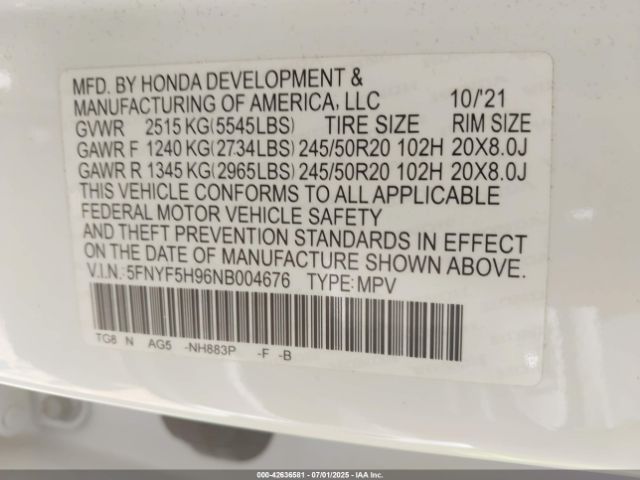 MFD. BY HONDA DEVELOPMENT &
MANUFACTURING OF AMERICA, LLC 10/'21
GVWR 2515 KG(5545LBS) TIRE SIZE RIM SIZE
GAWR F 1240 KG(2734LBS) 245/50R20 102H 20X8.0J
GAWR R 1345 KG(2965LBS) 245/50R20 102H 20X8.0J
THIS VEHICLE CONFORMS TO ALL APPLICABLE
FEDERAL MOTOR VEHICLE SAFETY
AND THEFT PREVENTION STANDARDS IN EFFECT
ON THE DATE OF MANUFACTURE SHOWN ABOVE.
V.I.N.: 5FNYF5H96NB004676 TYPE: MPV
TG8 N AG5 -NH883P -F -B
000-42636581 - 07/01/2025 - IAA Inc.